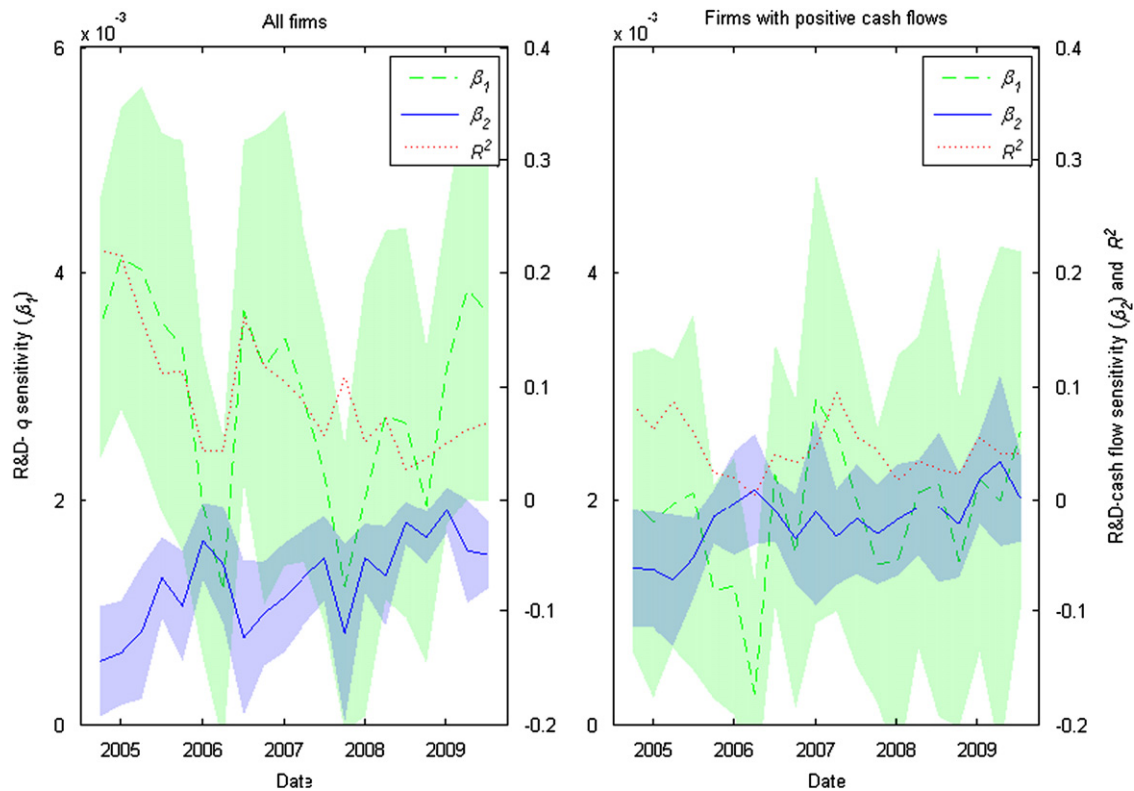 All firms
x 10⁻³
6
4
2
0
0.4
0.3
0.2
0.1
0
-0.1
-0.2
β₁
β₂
R²
R&D- q sensitivity (β₁)
2005 2006 2007 2008 2009
Date
Firms with positive cash flows
x 10⁻³
6
4
2
0
0.4
0.3
0.2
0.1
0
-0.1
-0.2
β₁
β₂
R²
R&D-cash flow sensitivity (β₂) and R²
2005 2006 2007 2008 2009
Date